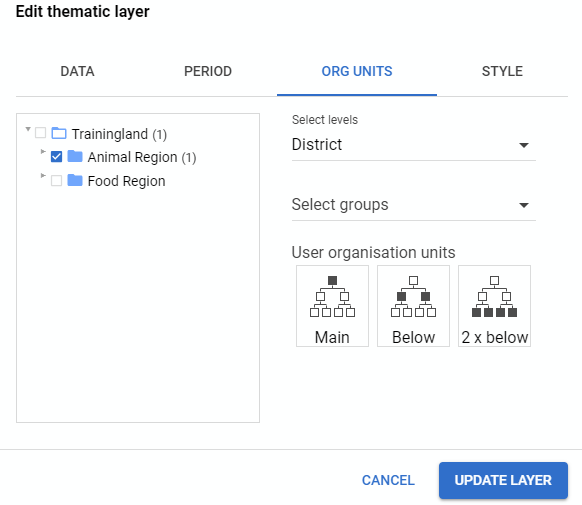 Edit thematic layer
DATA PERIOD ORG UNITS STYLE
Trainingland (1)
Animal Region (1)
Food Region
Select levels
District
Select groups
User organisation units
Main Below 2 x below
CANCEL UPDATE LAYER